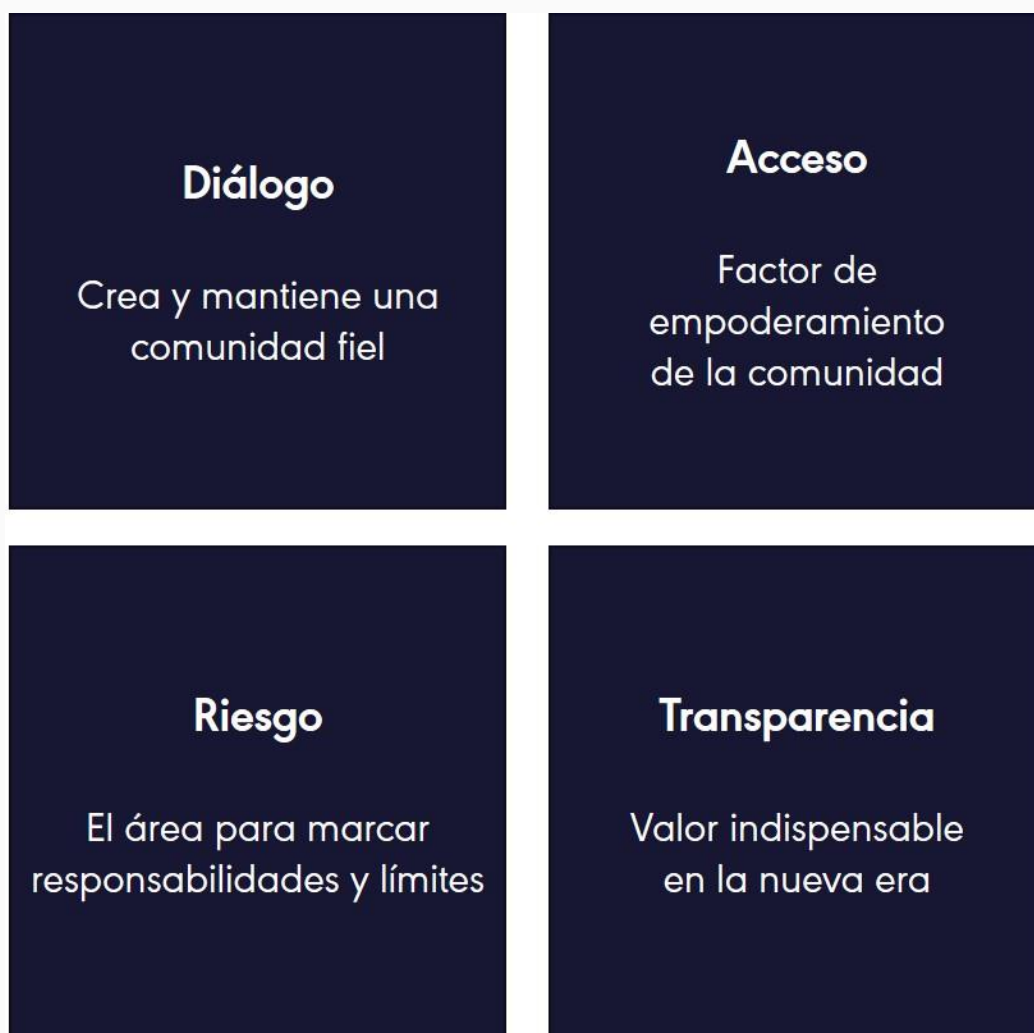 Diálogo
Crea y mantiene una
comunidad fiel
Acceso
Factor de
empoderamiento
de la comunidad
Riesgo
El área para marcar
responsabilidades y límites
Transparencia
Valor indispensable
en la nueva era